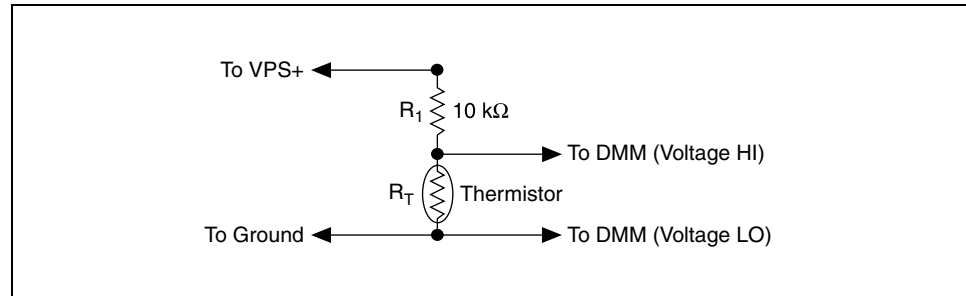 To VPS+
R1 10 kΩ
To DMM (Voltage HI)
RT Thermistor
To Ground
To DMM (Voltage LO)